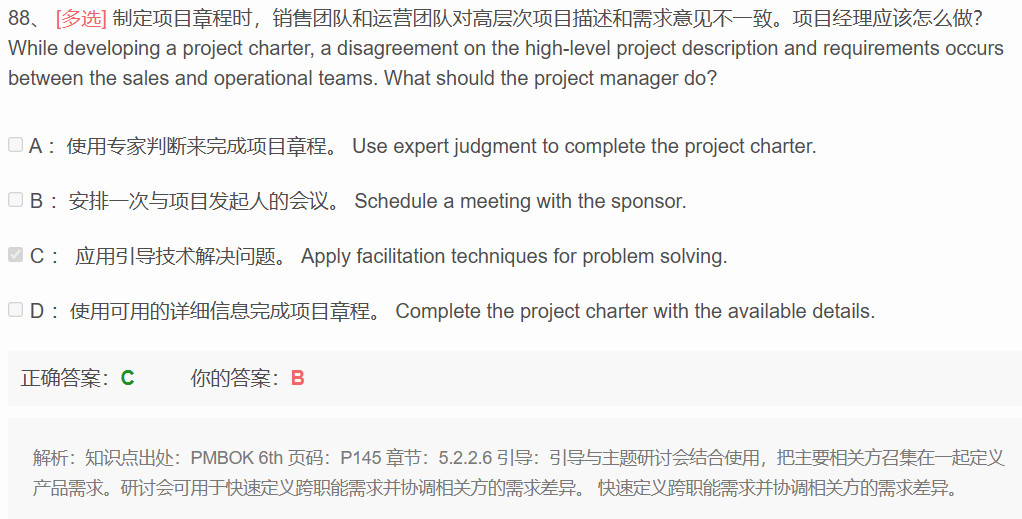 88、 [多选] 制定项目章程时，销售团队和运营团队对高层次项目描述和需求意见不一致。项目经理应该怎么做？
While developing a project charter, a disagreement on the high-level project description and requirements occurs
between the sales and operational teams. What should the project manager do?
A： 使用专家判断来完成项目章程。 Use expert judgment to complete the project charter.
B： 安排一次与项目发起人的会议。 Schedule a meeting with the sponsor.
C： 应用引导技术解决问题。 Apply facilitation techniques for problem solving.
D： 使用可用的详细信息完成项目章程。 Complete the project charter with the available details.
正确答案：C 你的答案：B
解析：知识点出处：PMBOK 6th 页码：P145 章节：5.2.2.6 引导：引导与主题研讨会结合使用，把主要相关方召集在一起定义
产品需求。研讨会可用于快速定义跨职能需求并协调相关方的需求差异。 快速定义跨职能需求并协调相关方的需求差异。